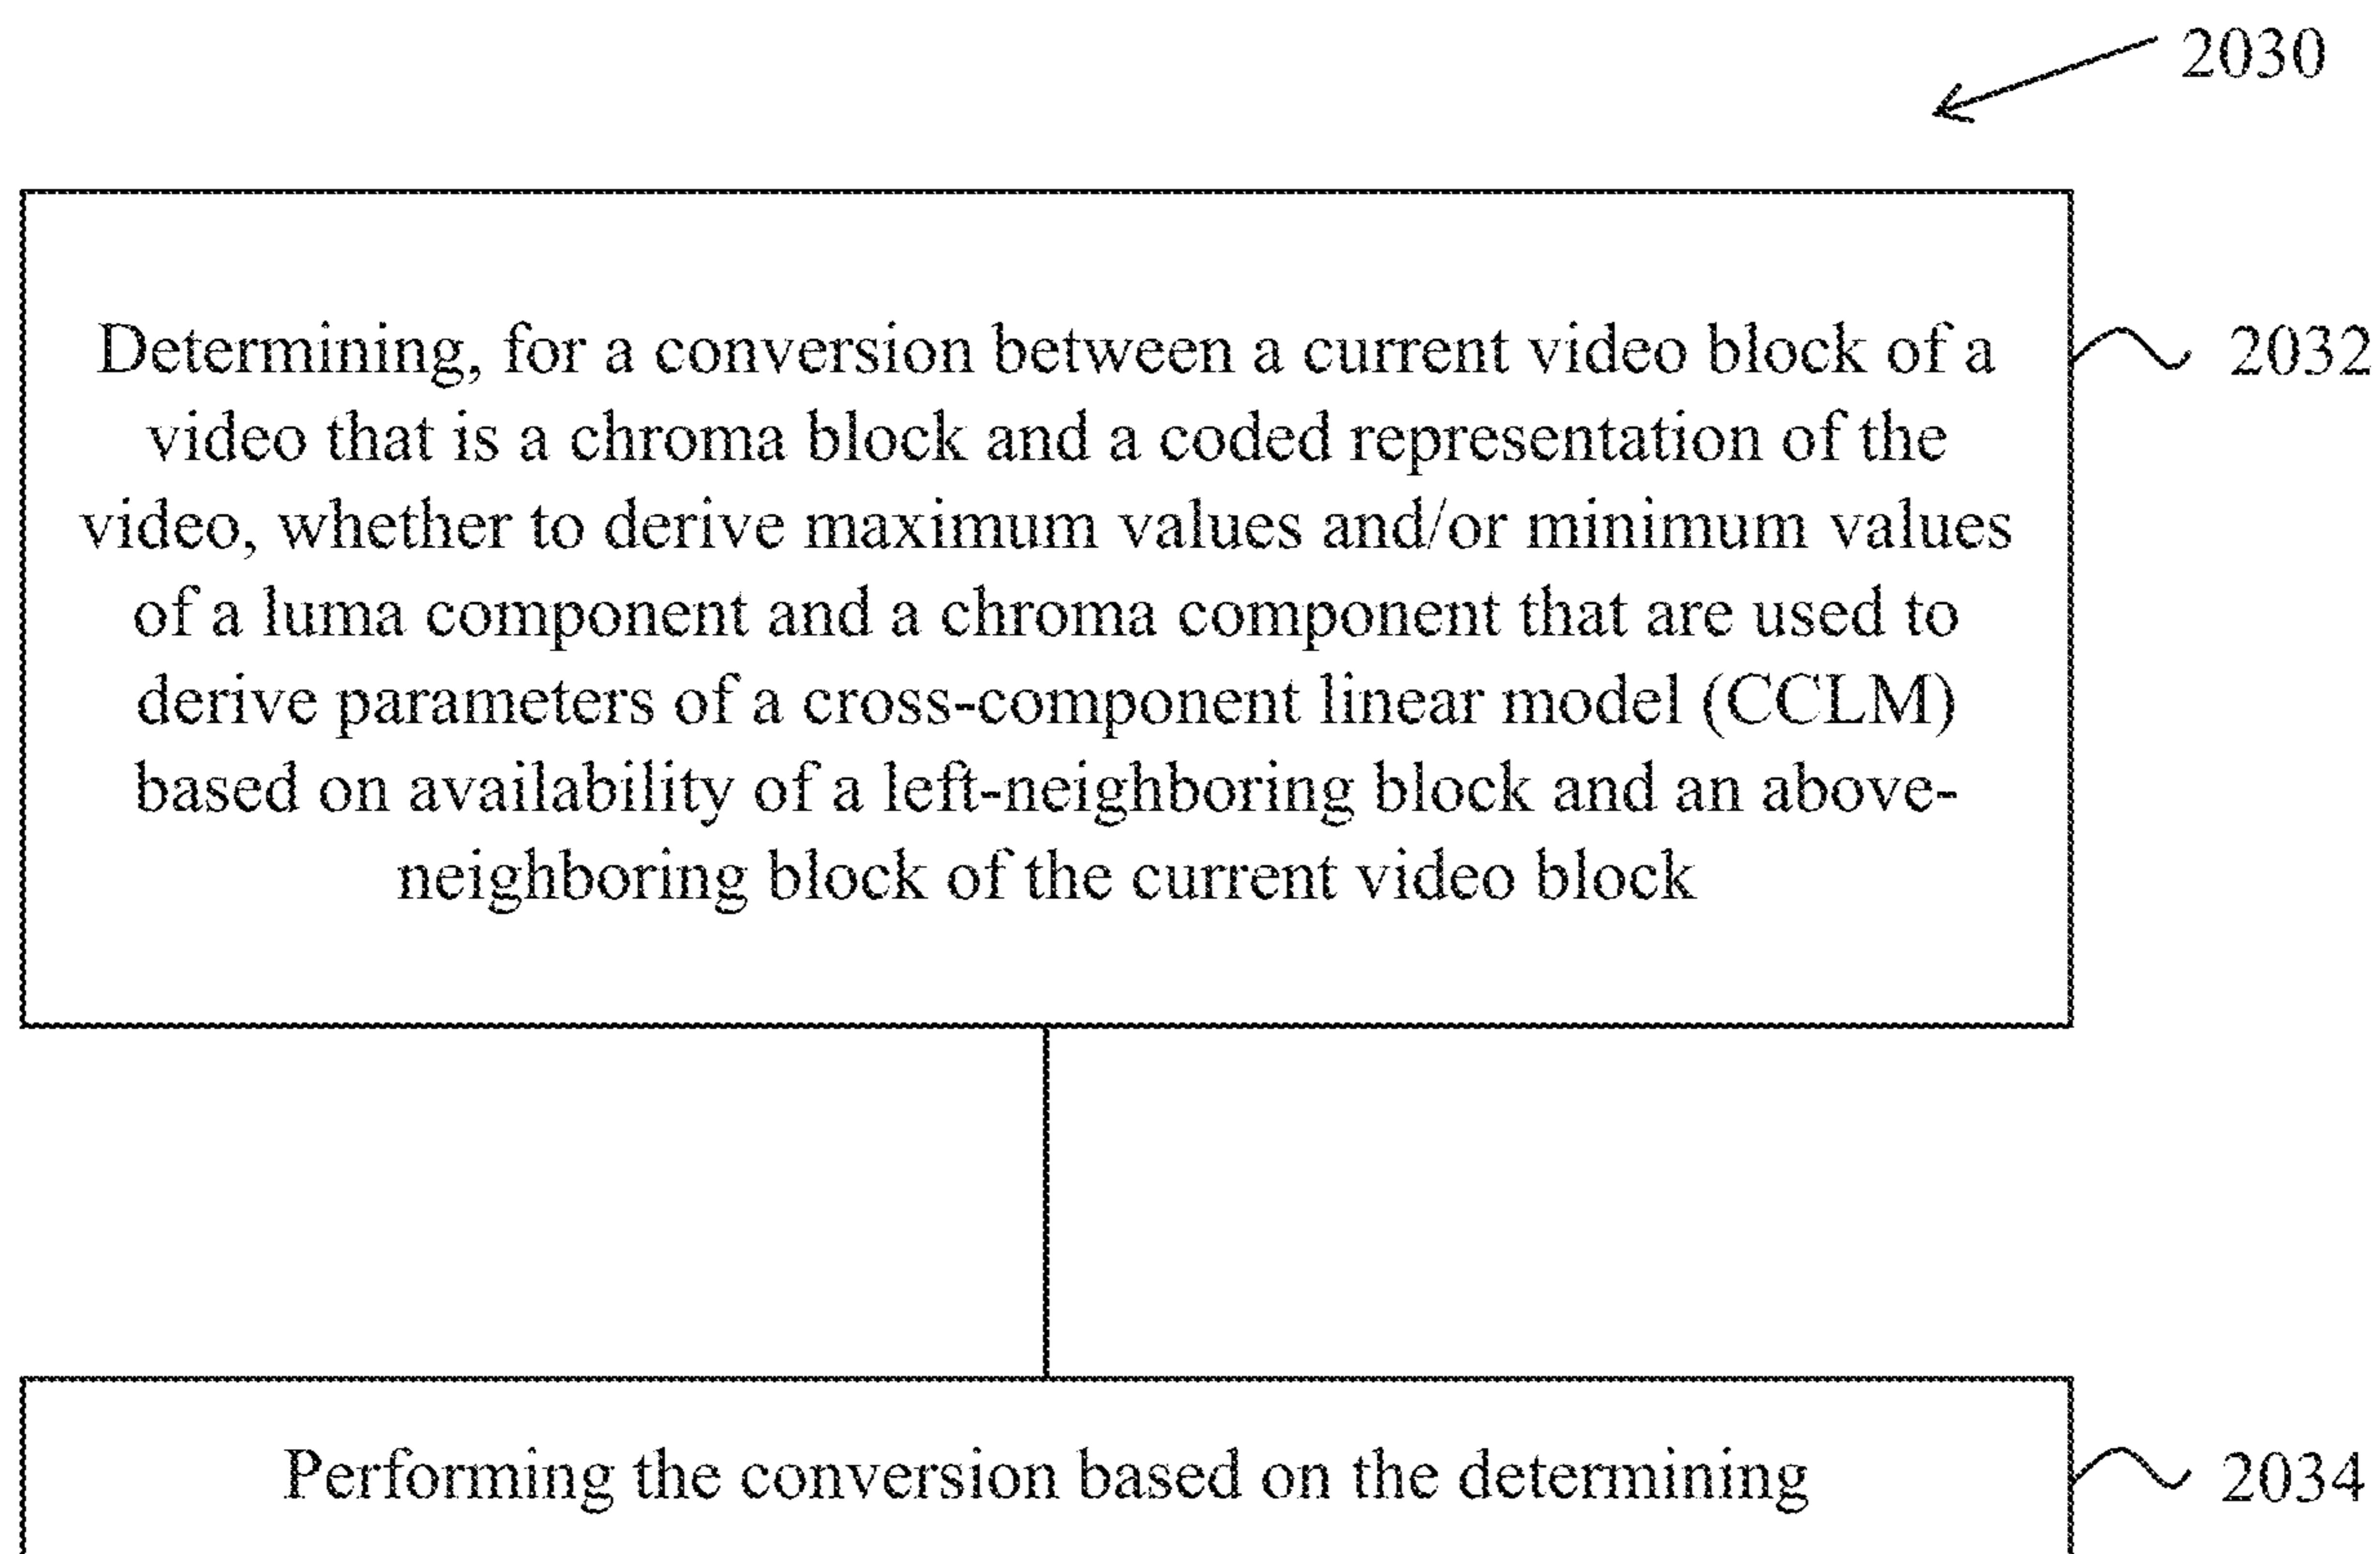 2030
Determining, for a conversion between a current video block of a
2032
video that is a chroma block and a coded representation of the
video, whether to derive maximum values and/or minimum values
of a luma component and a chroma component that are used to
derive parameters of a cross-component linear model (CCLM)
based on availability of a left-neighboring block and an above-
neighboring block of the current video block
Performing the conversion based on the determining
2034